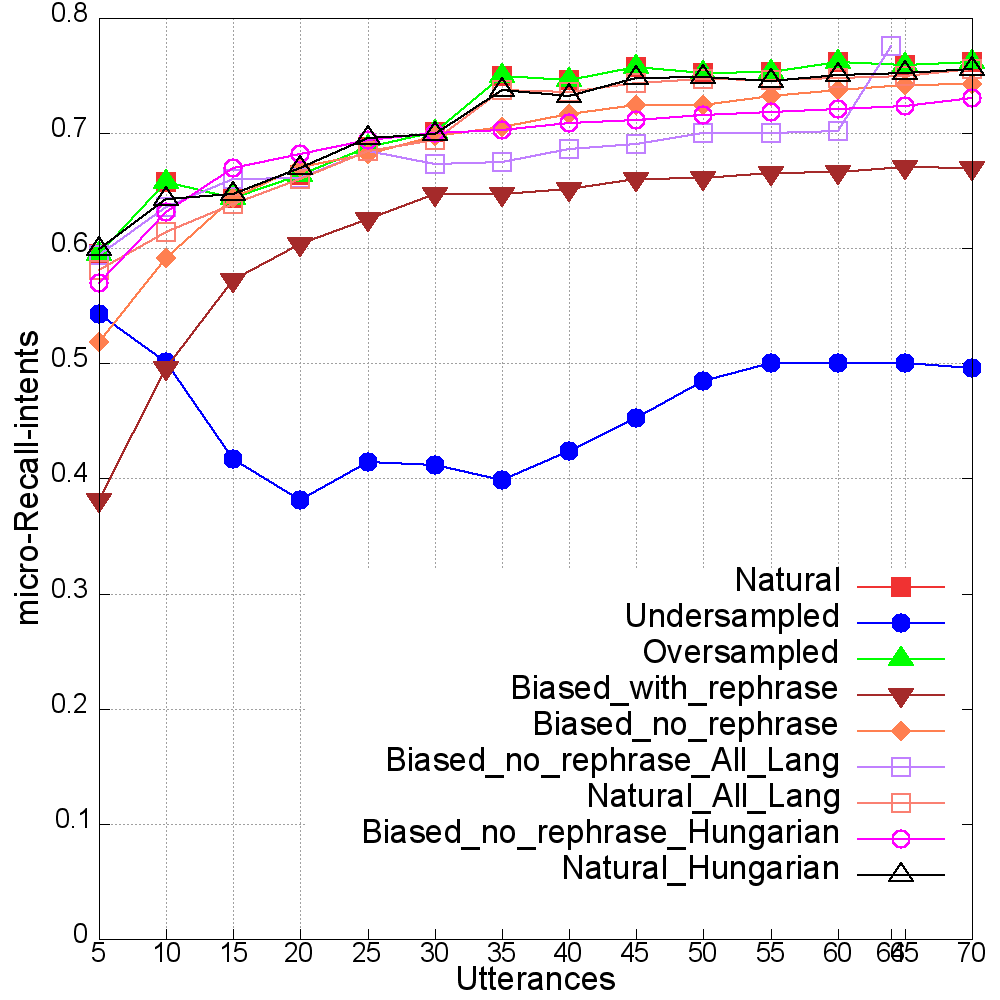 0.8
0.7
0.6
0.5
0.4
0.3
0.2
0.1
0
micro-Recall-intents
Natural
Undersampled
Oversampled
Biased_with_rephrase
Biased_no_rephrase
Biased_no_rephrase_All_Lang
Natural_All_Lang
Biased_no_rephrase_Hungarian
Natural_Hungarian
5 10 15 20 25 30 35 40 45 50 55 60 64 65 70
Utterances